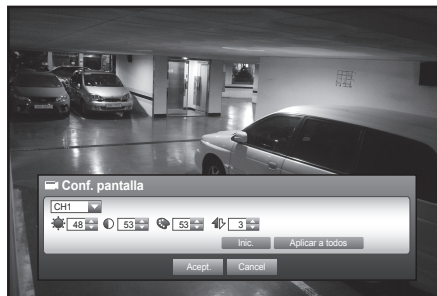 Conf. pantalla
CH1
48 53 53 3
Inic. Aplicar a todos
Acept. Cancel